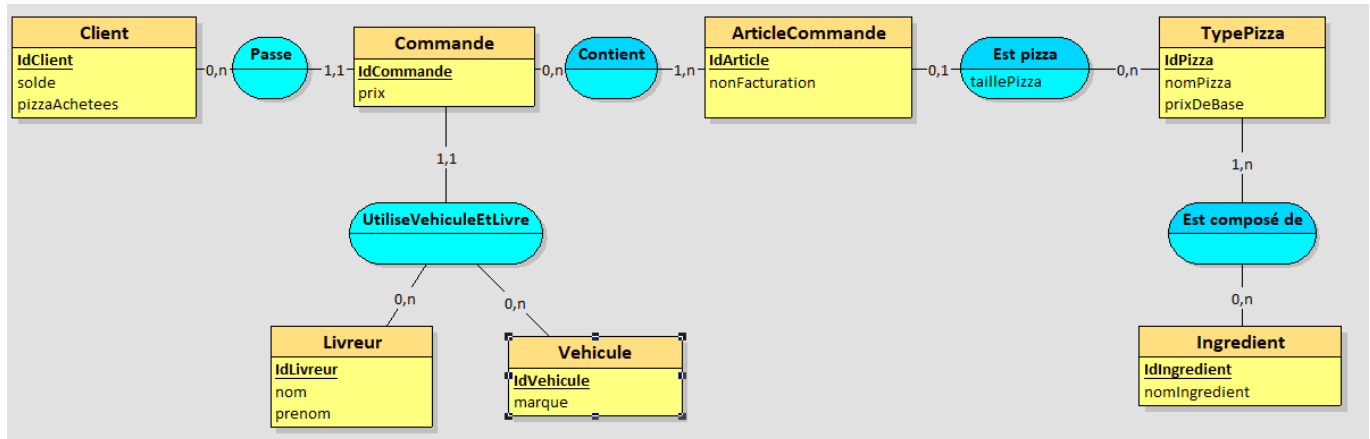 Client
IdClient
solde
pizzaAchetees
0,n
Passe
1,1
Commande
IdCommande
prix
0,n
Contient
1,n
ArticleCommande
IdArticle
nonFacturation
0,1
Est pizza
taillePizza
0,n
TypePizza
IdPizza
nomPizza
prixDeBase
1,1
1,n
UtiliseVehiculeEtLivre
Est composé de
0,n
0,n
0,n
Livreur
IdLivreur
nom
prenom
Vehicule
IdVehicule
marque
Ingredient
IdIngredient
nomIngredient